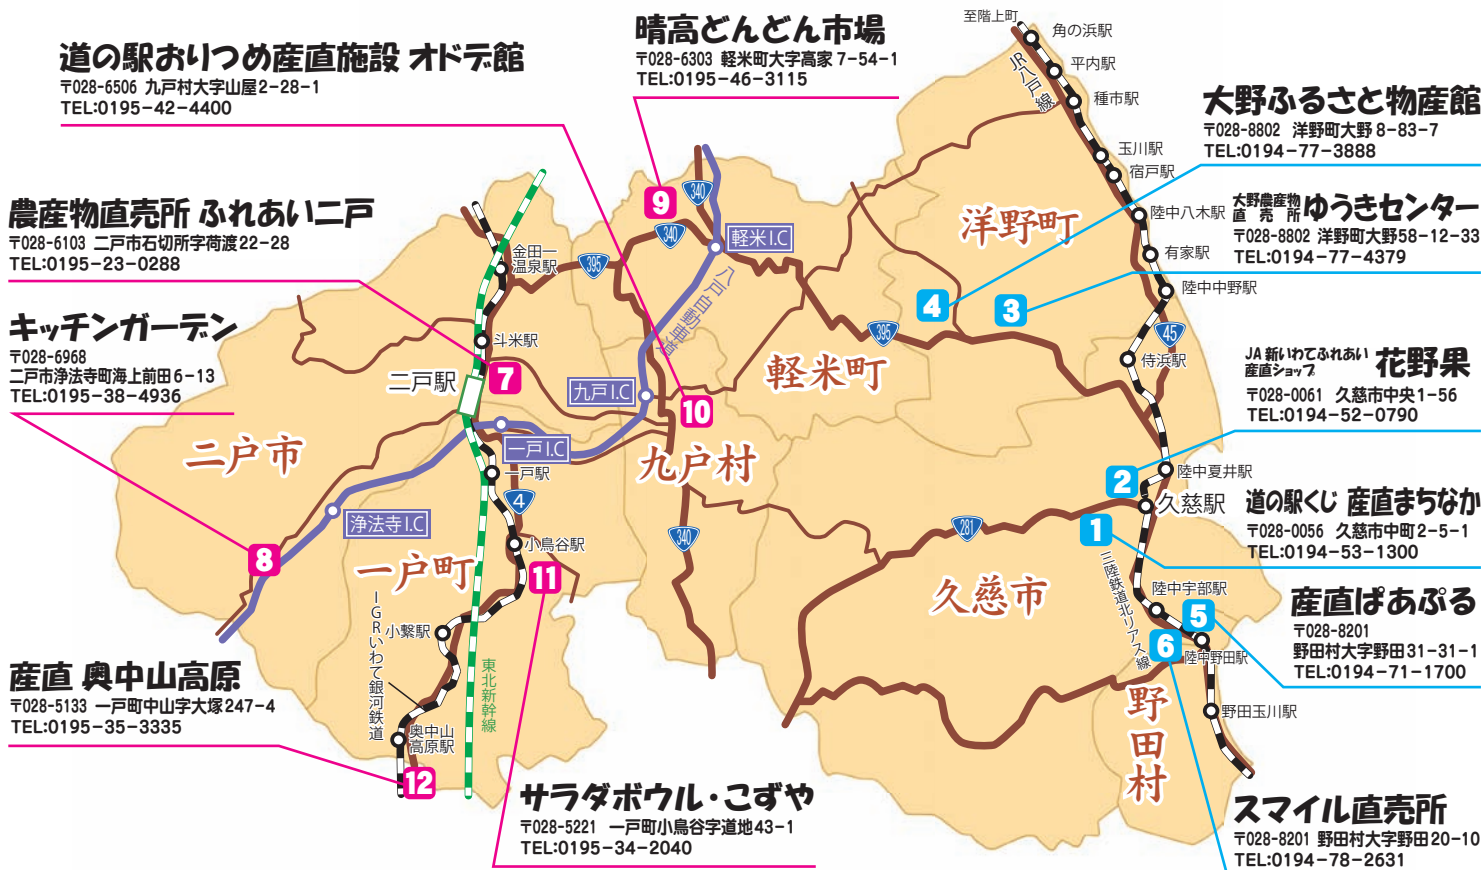 道の駅おりつめ産直施設 オドデ館
〒028-6506 九戸村大字山屋2-28-1
TEL:0195-42-4400
晴高どんどん市場
〒028-6303 軽米町大字高家 7-54-1
TEL:0195-46-3115
大野ふるさと物産館
〒028-8802 洋野町大野 8-83-7
TEL:0194-77-3888
農産物直売所 ふれあい二戸
〒028-6103 二戸市石切所字荷渡22-28
TEL:0195-23-0288
大野農産物
直売所 ゆうきセンター
〒028-8802 洋野町大野58-12-33
TEL:0194-77-4379
キッチンガーデン
〒028-6968
二戸市浄法寺町海上前田6-13
TEL:0195-38-4936
JA 新いわてふれあい
産直ショップ 花野果
〒028-0061 久慈市中央1-56
TEL:0194-52-0790
道の駅くじ 産直まちなか
〒028-0056 久慈市中町2-5-1
TEL:0194-53-1300
産直ぱあぷる
〒028-8201
野田村大字野田31-31-1
TEL:0194-71-1700
産直 奥中山高原
〒028-5133 一戸町中山字大塚247-4
TEL:0195-35-3335
サラダボウル・こずや
〒028-5221 一戸町小鳥谷字道地43-1
TEL:0195-34-2040
スマイル直売所
〒028-8201 野田村大字野田20-10
TEL:0194-78-2631
至階上町
角の浜駅
JR八戸線
平内駅
種市駅
玉川駅
宿戸駅
陸中八木駅
有家駅
陸中中野駅
侍浜駅
陸中夏井駅
久慈駅
陸中宇部駅
三陸鉄道北リアス線
陸中野田駅
野田玉川駅
金田一
温泉駅
斗米駅
二戸駅
一戸駅
小鳥谷駅
小繋駅
奥中山
高原駅
IGRいわて銀河鉄道
東北新幹線
八戸自動車道
軽米I.C
九戸I.C
一戸I.C
浄法寺I.C
洋野町
軽米町
九戸村
二戸市
一戸町
久慈市
野田村
340
340
395
395
45
4
281
340
1
2
3
4
5
6
7
8
9
10
11
12